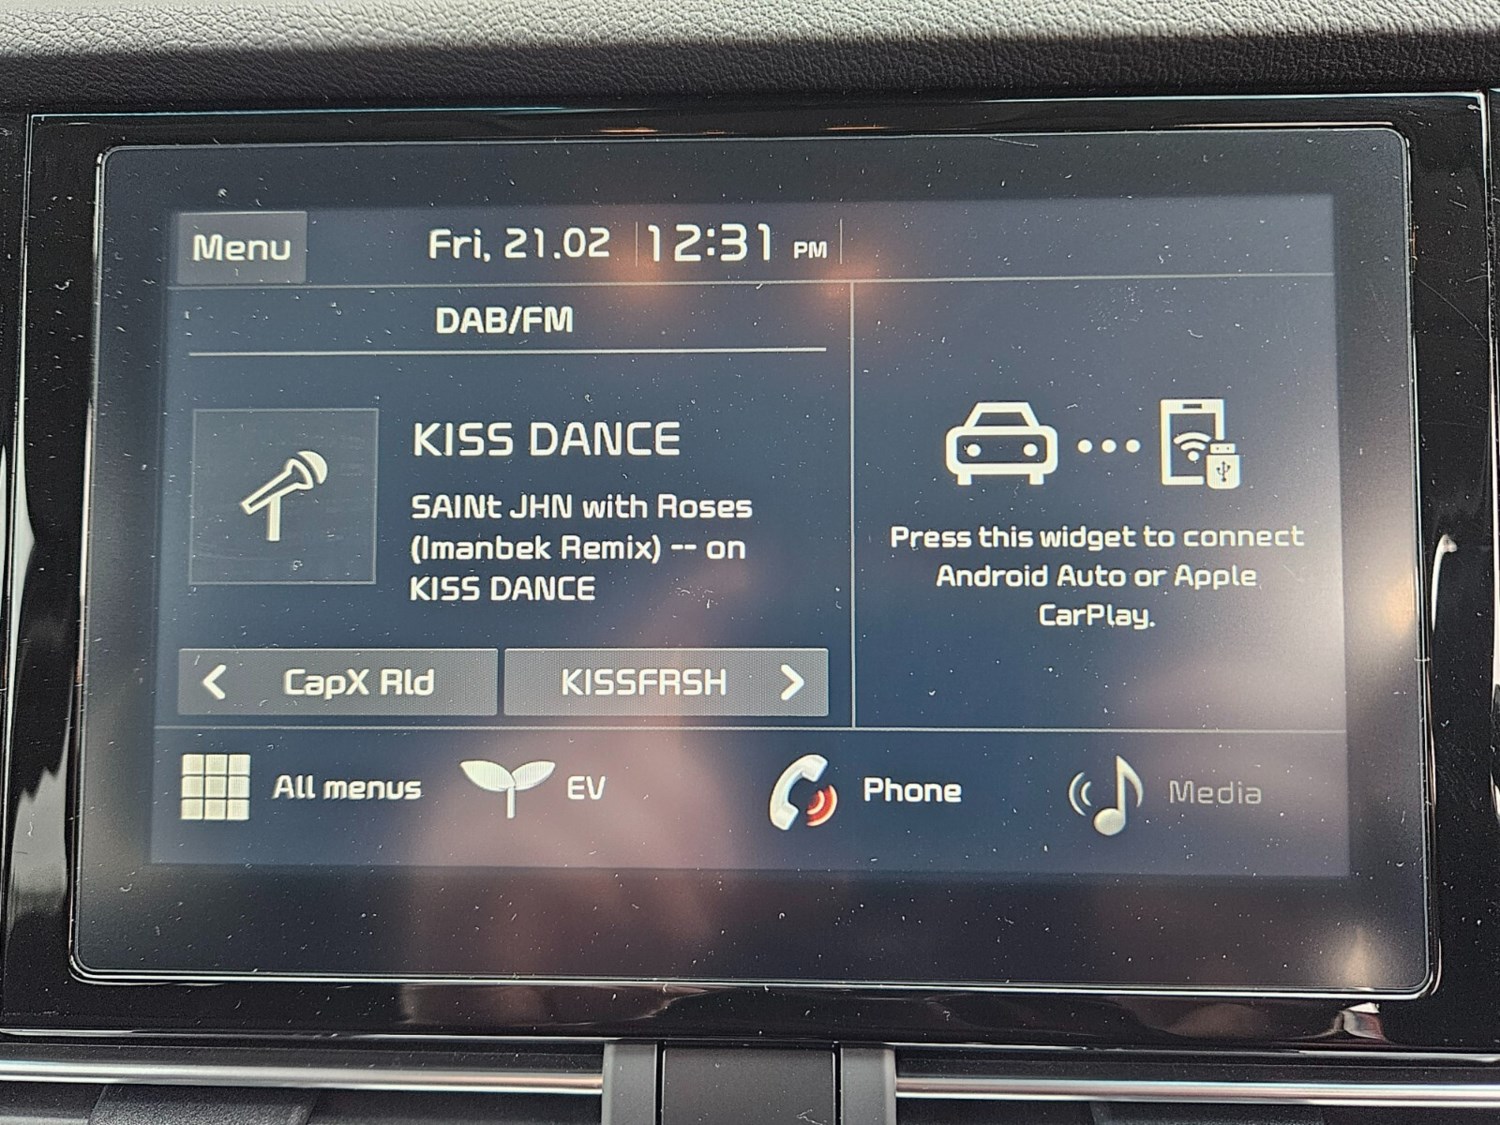 Menu
Fri, 21.02
12:31 PM
DAB/FM
KISS DANCE
SAINt JHN with Roses
(Imanbek Remix) -- on
KISS DANCE
CapX Rld
KISSFRSH
Press this widget to connect
Android Auto or Apple
CarPlay.
All menus
EV
Phone
Media